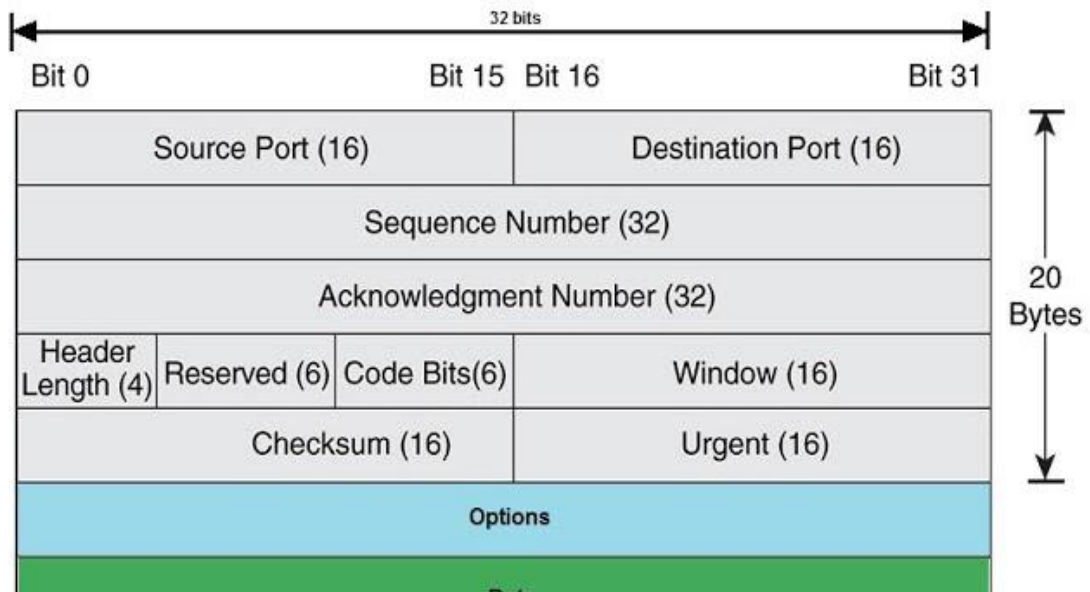 32 bits
Bit 0 Bit 15 Bit 16 Bit 31
Source Port (16) Destination Port (16)
Sequence Number (32)
Acknowledgment Number (32)
20
Bytes
Header
Length (4) Reserved (6) Code Bits(6) Window (16)
Checksum (16) Urgent (16)
Options